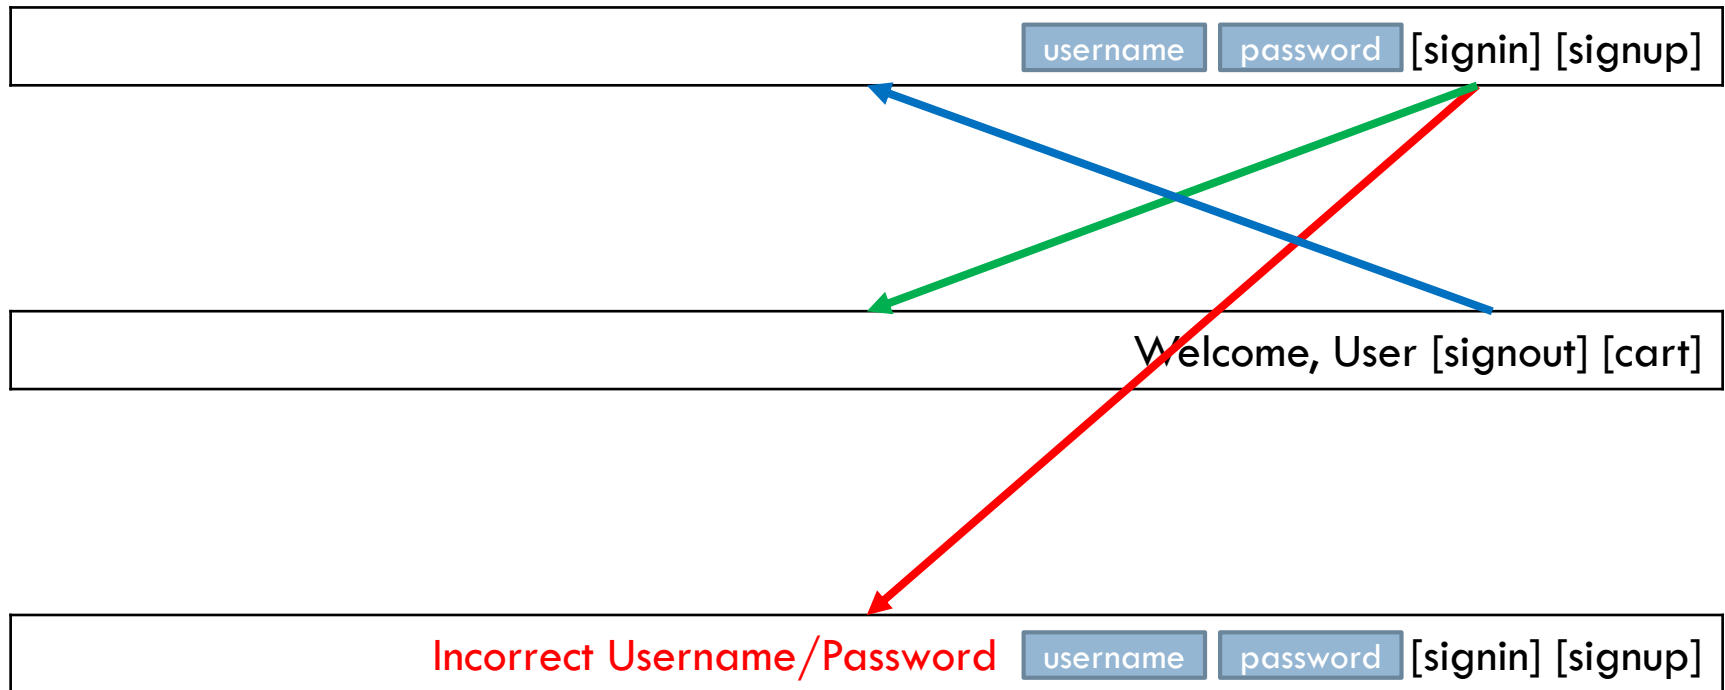 username password [signin] [signup]
Welcome, User [signout] [cart]
Incorrect Username/Password username password [signin] [signup]